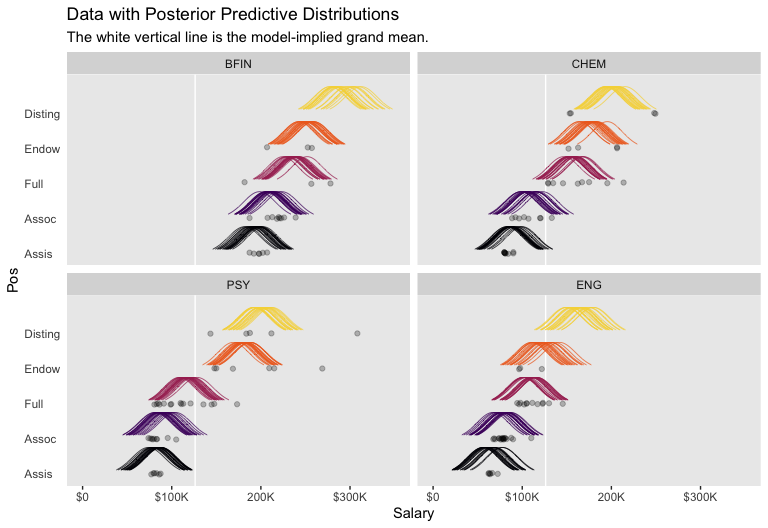 Data with Posterior Predictive Distributions
The white vertical line is the model-implied grand mean.
BFIN
CHEM
Disting
Endow
Full
Assoc
Assis
Pos
PSY
ENG
Disting
Endow
Full
Assoc
Assis
$0
$100K
200K
$300K
$0
$100K
200K
$300K
Salary